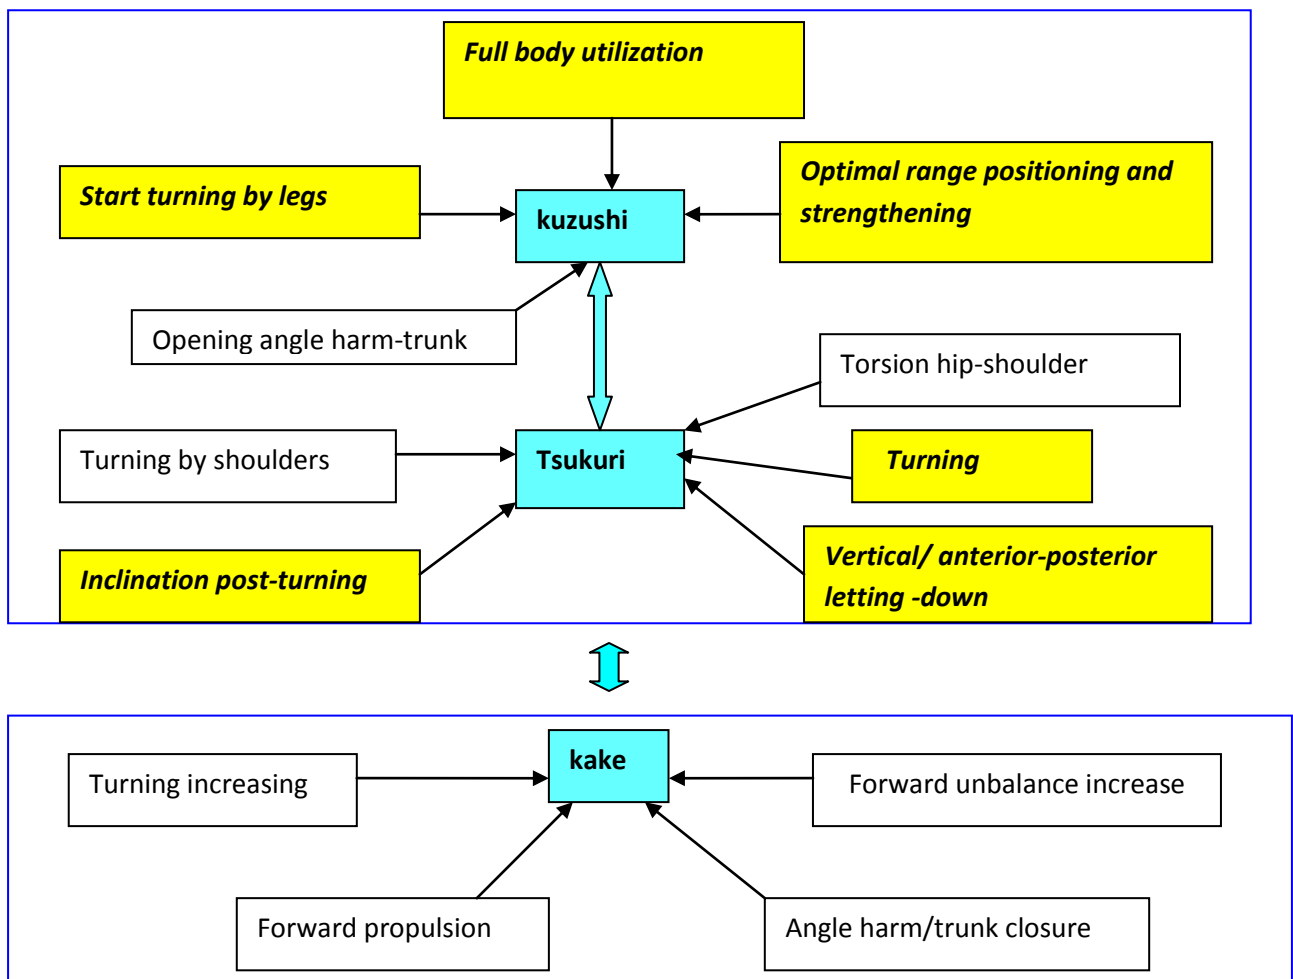 Full body utilization
Start turning by legs
Optimal range positioning and
strengthening
kuzushi
Opening angle harm-trunk
Torsion hip-shoulder
Turning by shoulders
Tsukuri
Turning
Inclination post-turning
Vertical/ anterior-posterior
letting -down
kake
Turning increasing
Forward unbalance increase
Forward propulsion
Angle harm/trunk closure